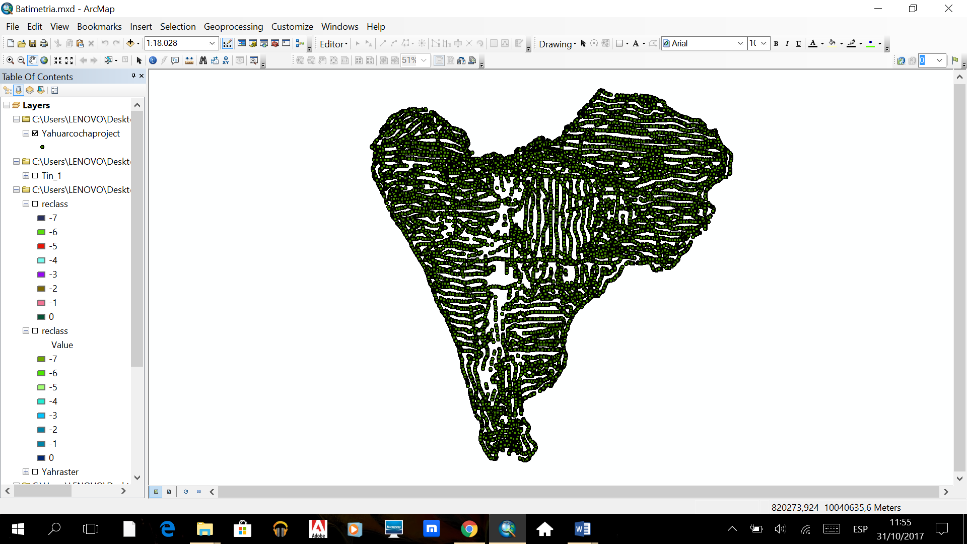 Batimetria.mxd - ArcMap
File Edit View Bookmarks Insert Selection Geoprocessing Customize Windows Help
1:18.028 Editor Drawing A Arial 10 B I U A
51% 0
Table Of Contents
Layers
C:\Users\LENOVO\Deskt
Yahuarcochaproject
C:\Users\LENOVO\Deskt
Tin_1
C:\Users\LENOVO\Deskt
reclass
-7
-6
-5
-4
-3
-2
1
0
reclass
Value
-7
-6
-5
-4
-3
-2
1
0
Yahraster
820273,924 10040635,6 Meters
ESP
11:55
31/10/2017